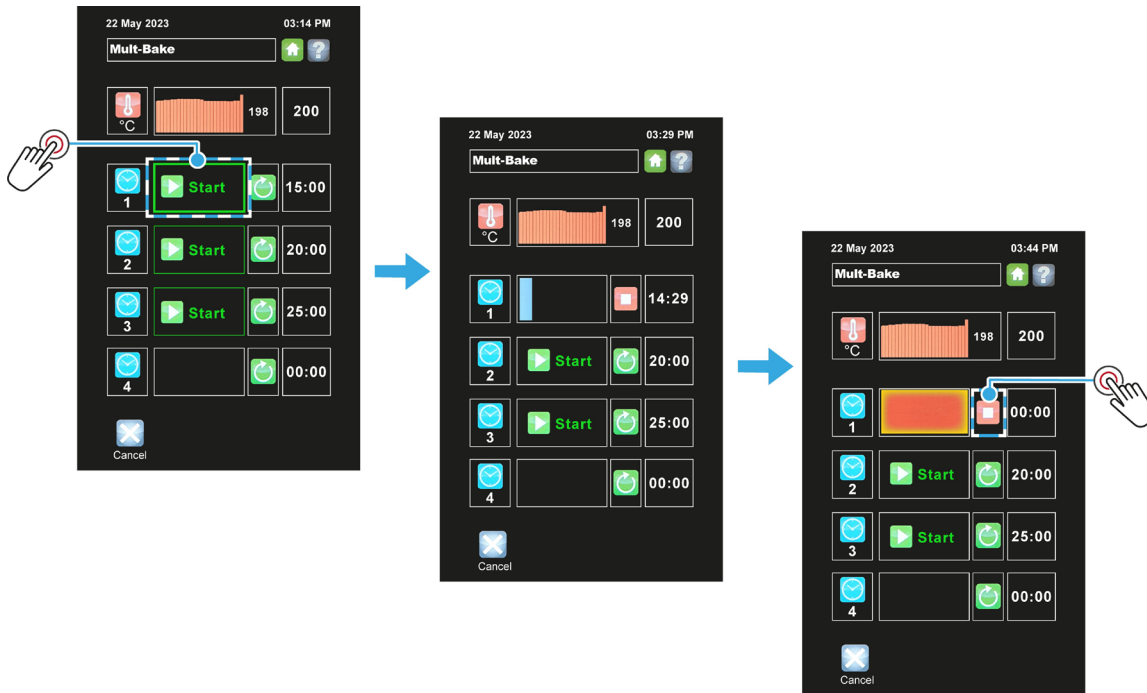 22 May 2023 03:14 PM
Mult-Bake ?
°C 198 200
1 Start 15:00
2 Start 20:00
3 Start 25:00
4 00:00
Cancel
22 May 2023 03:29 PM
Mult-Bake ?
°C 198 200
1 14:29
2 Start 20:00
3 Start 25:00
4 00:00
Cancel
22 May 2023 03:44 PM
Mult-Bake ?
°C 198 200
1 00:00
2 Start 20:00
3 Start 25:00
4 00:00
Cancel